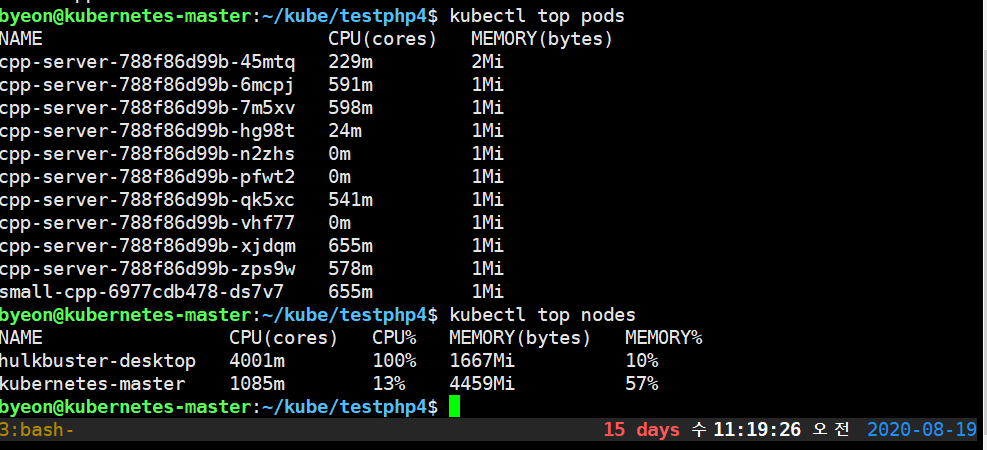 byeon@kubernetes-master:~/kube/testphp4$ kubectl top pods
NAME CPU(cores) MEMORY(bytes)
cpp-server-788f86d99b-45mtq 229m 2Mi
cpp-server-788f86d99b-6mcpj 591m 1Mi
cpp-server-788f86d99b-7m5xv 598m 1Mi
cpp-server-788f86d99b-hg98t 24m 1Mi
cpp-server-788f86d99b-n2zhs 0m 1Mi
cpp-server-788f86d99b-pfwt2 0m 1Mi
cpp-server-788f86d99b-qk5xc 541m 1Mi
cpp-server-788f86d99b-vhf77 0m 1Mi
cpp-server-788f86d99b-xjdqm 655m 1Mi
cpp-server-788f86d99b-zps9w 578m 1Mi
small-cpp-6977cdb478-ds7v7 655m 1Mi
byeon@kubernetes-master:~/kube/testphp4$ kubectl top nodes
NAME CPU(cores) CPU% MEMORY(bytes) MEMORY%
hulkbuster-desktop 4001m 100% 1667Mi 10%
kubernetes-master 1085m 13% 4459Mi 57%
byeon@kubernetes-master:~/kube/testphp4$
3:bash- 15 days 수 11:19:26 오전 2020-08-19